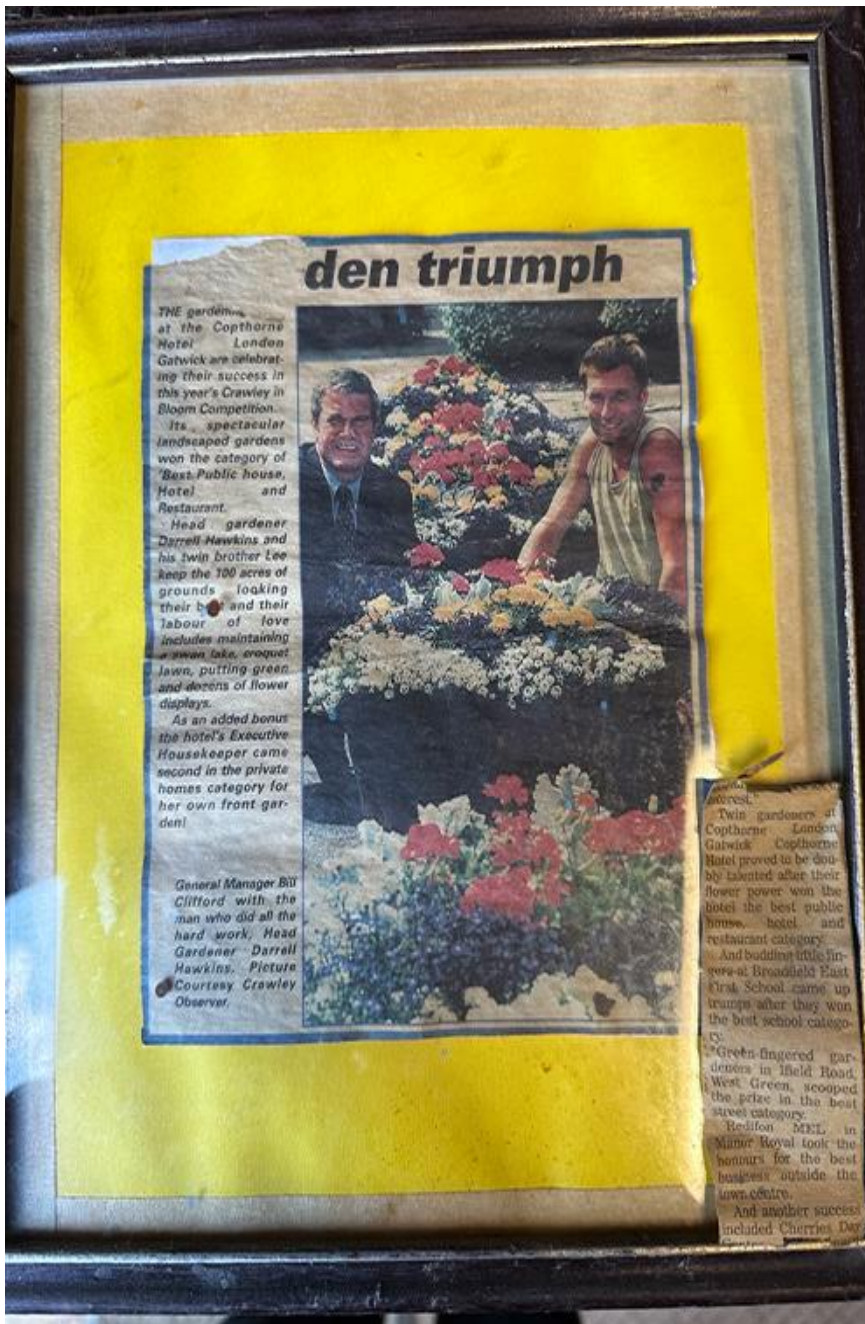 den triumph
THE
at the Copthorne
Hotel London
Gatwick are celebrat-
ing their success in
this year's Crawley in
Bloom Competition.
Its spectacular
landscaped gardens
won the category of
'Best Public house,
Hotel and
Restaurant.
Head gardener
Darrell Hawkins and
his twin brother Lee
keep the 100 acres of
grounds looking
their and their
labour of love
includes maintaining
a swan lake, croquet
lawn, putting green
and dozens of flower
displays.
As an added bonus
the hotel's Executive
Housekeeper came
second in the private
homes category for
her own front gar-
den!
General Manager Bill
Clifford with the
man who did all the
hard work, Head
Gardener Darrell
Hawkins. Picture
Courtesy Crawley
Observer.
Twin gardeners at
Copthorne London
Gatwick Copthorne
Hotel proved to be dou-
bly talented after their
flower power won the
hotel the best public
house, hotel and
restaurant category.
And budding little fin-
gers at Broadfield East
First School came up
trumps after they won
the best school catego-
ry.
Green-fingered gar-
deners in Ifield Road,
West Green, scooped
the prize in the best
street category.
Redifon MEL in
Manor Royal took the
honours for the best
business outside the
town centre.
And another success
included Cherries Day